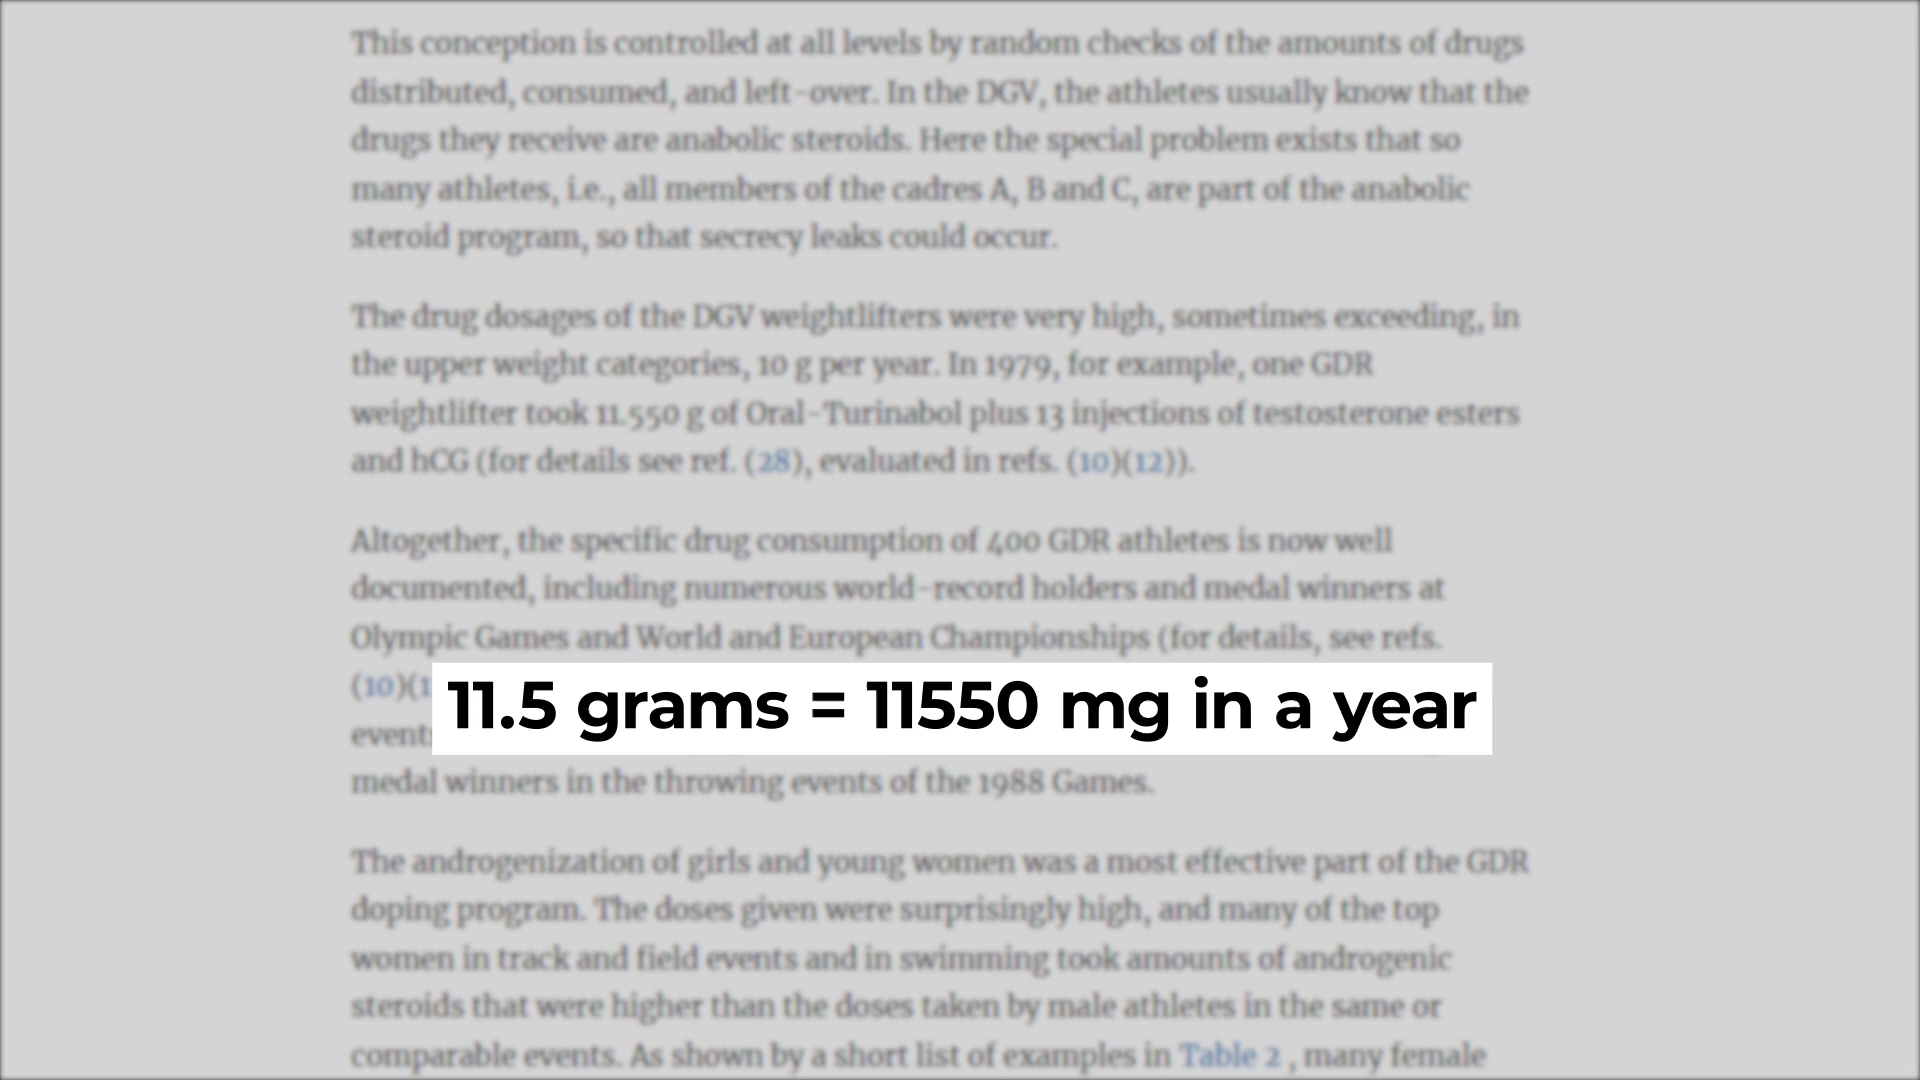 This conception is controlled at all levels by random checks of the amounts of drugs
distributed, consumed, and left-over. In the DGV, the athletes usually know that the
drugs they receive are anabolic steroids. Here the special problem exists that so
many athletes, i.e., all members of the cadres A, B and C, are part of the anabolic
steroid program, so that secrecy leaks could occur.
The drug dosages of the DGV weightlifters were very high, sometimes exceeding, in
the upper weight categories, 10 g per year. In 1979, for example, one GDR
weightlifter took 11.550 g of Oral-Turinabol plus 13 injections of testosterone esters
and hCG (for details see ref. (28), evaluated in refs. (10)(12)).
Altogether, the specific drug consumption of 400 GDR athletes is now well
documented, including numerous world-record holders and medal winners at
Olympic Games and World and European Championships (for details, see refs.
(10)(1
11.5 grams = 11550 mg in a year
medal winners in the throwing events of the 1988 Games.
The androgenization of girls and young women was a most effective part of the GDR
doping program. The doses given were surprisingly high, and many of the top
women in track and field events and in swimming took amounts of androgenic
steroids that were higher than the doses taken by male athletes in the same or
comparable events. As shown by a short list of examples in Table 2 , many female